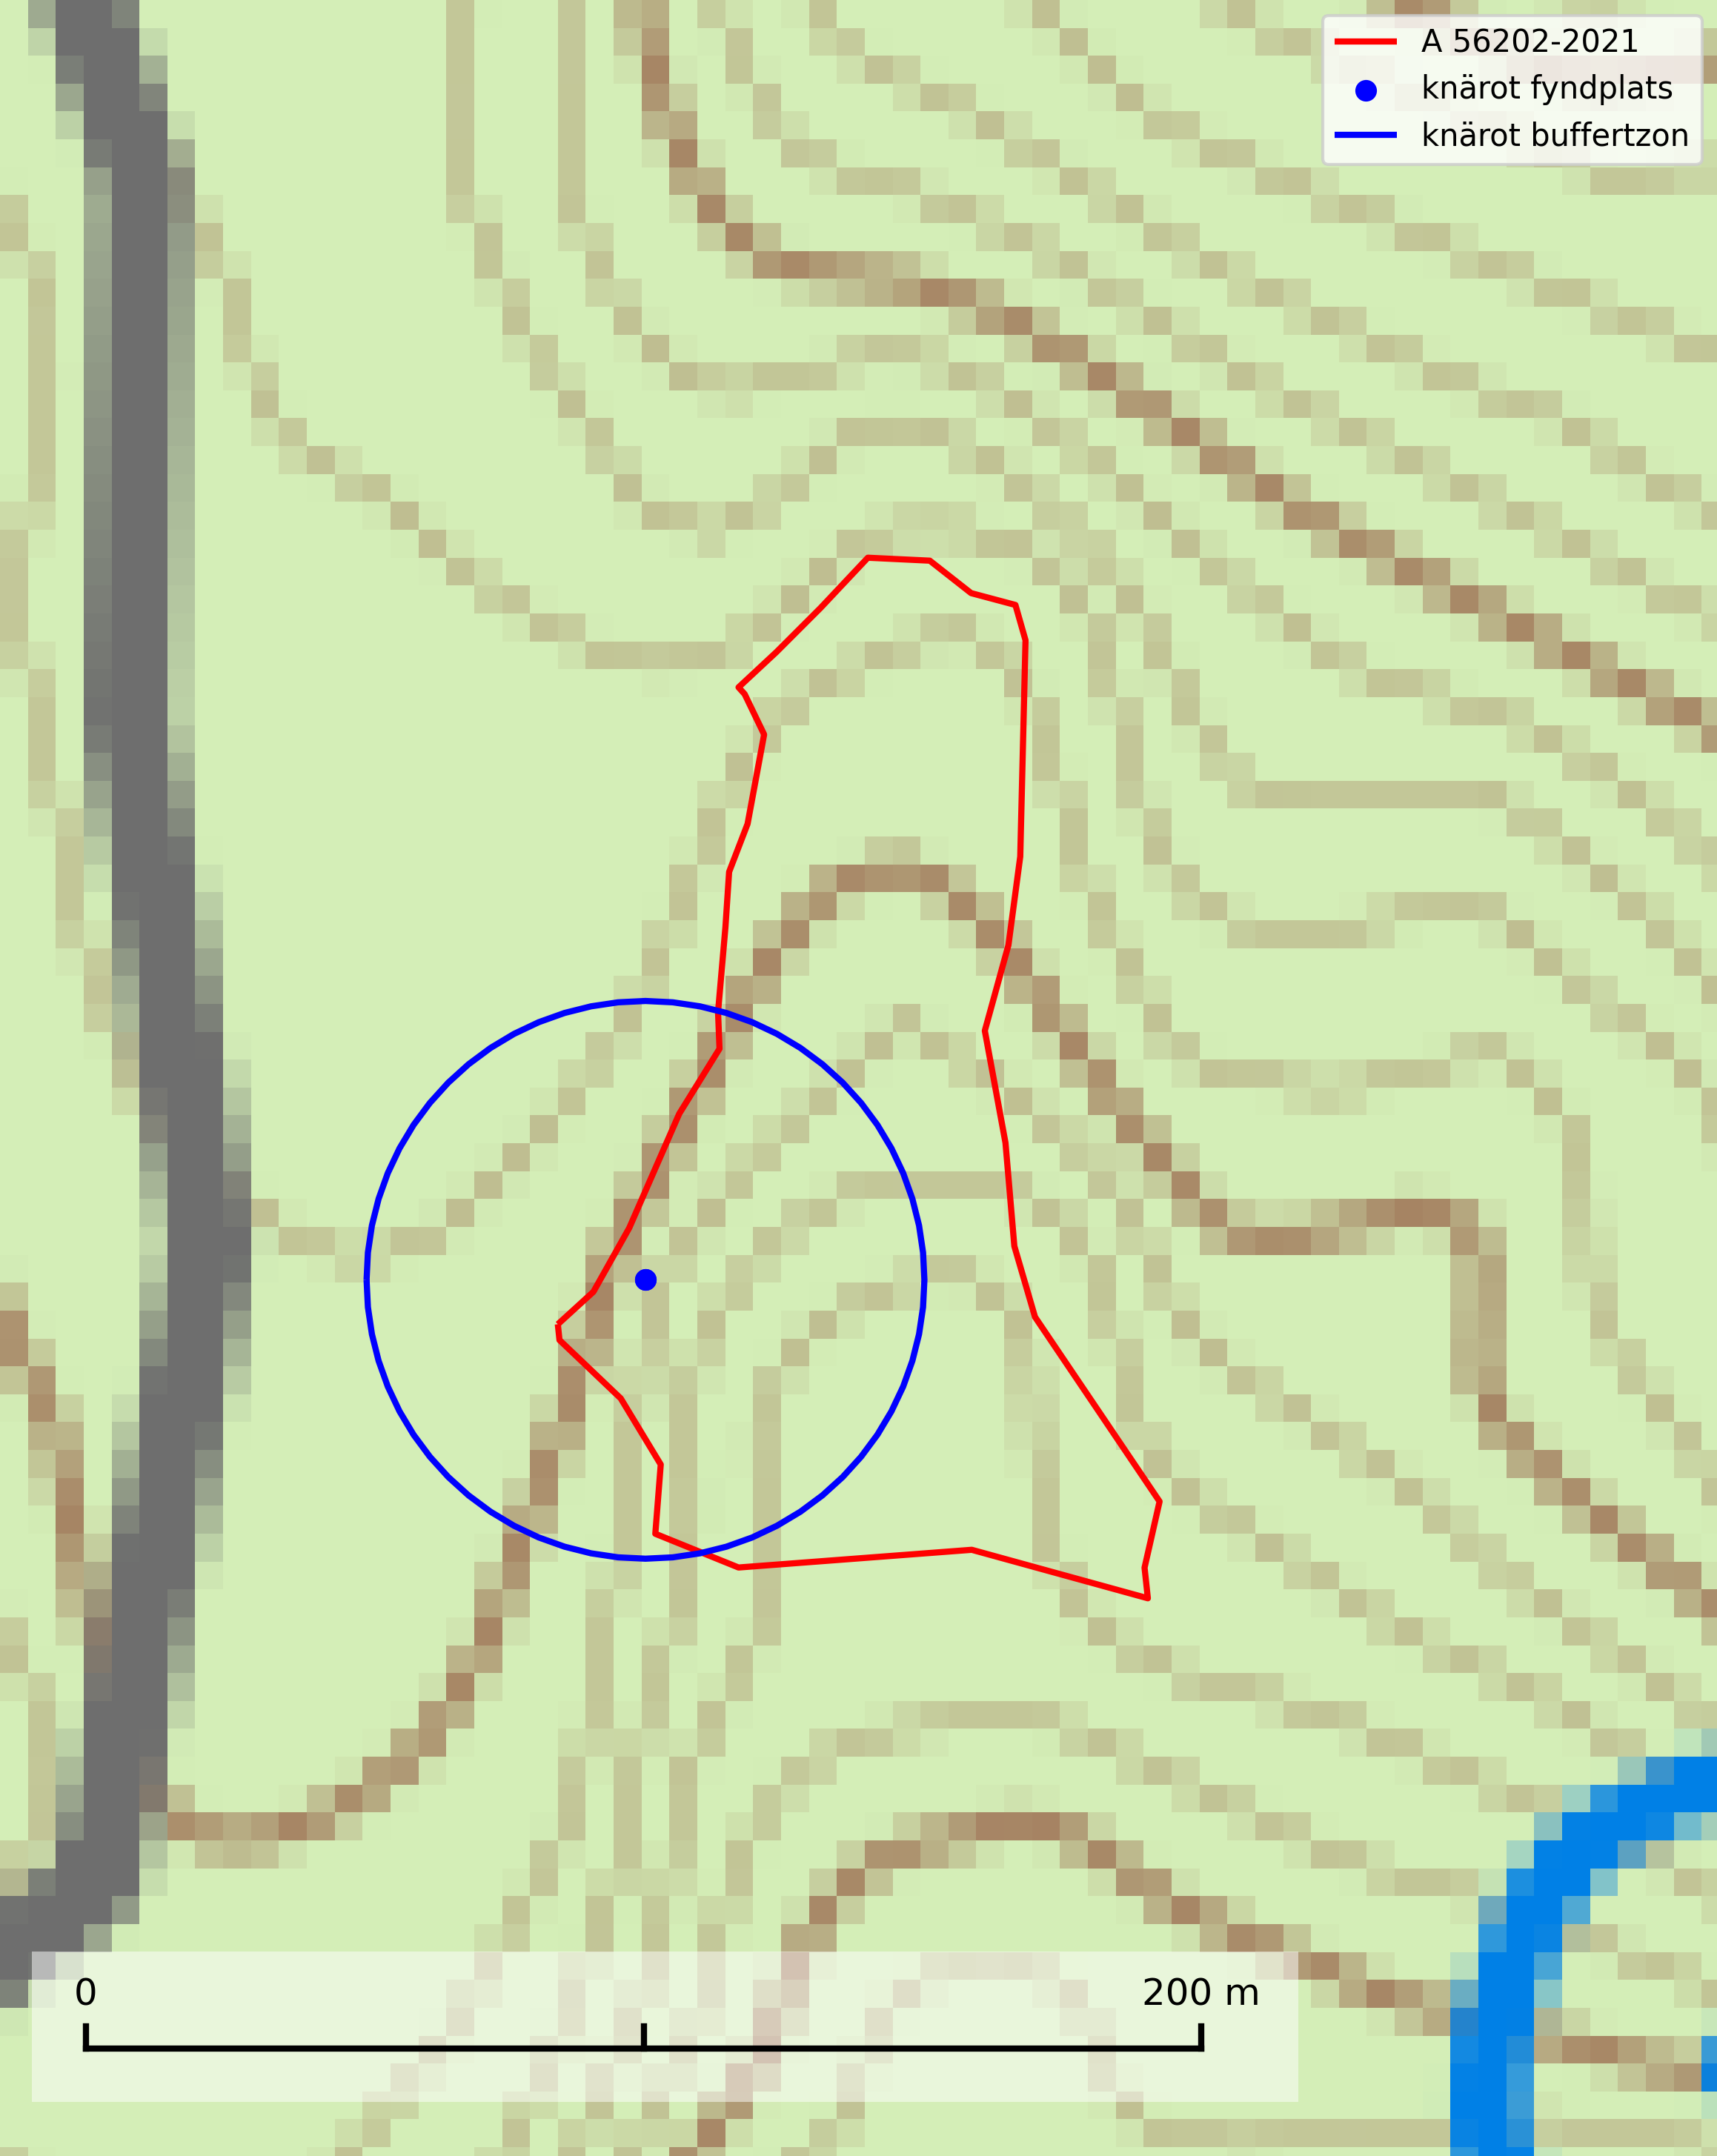 A 56202-2021
knärot fyndplats
knärot buffertzon
0 200 m